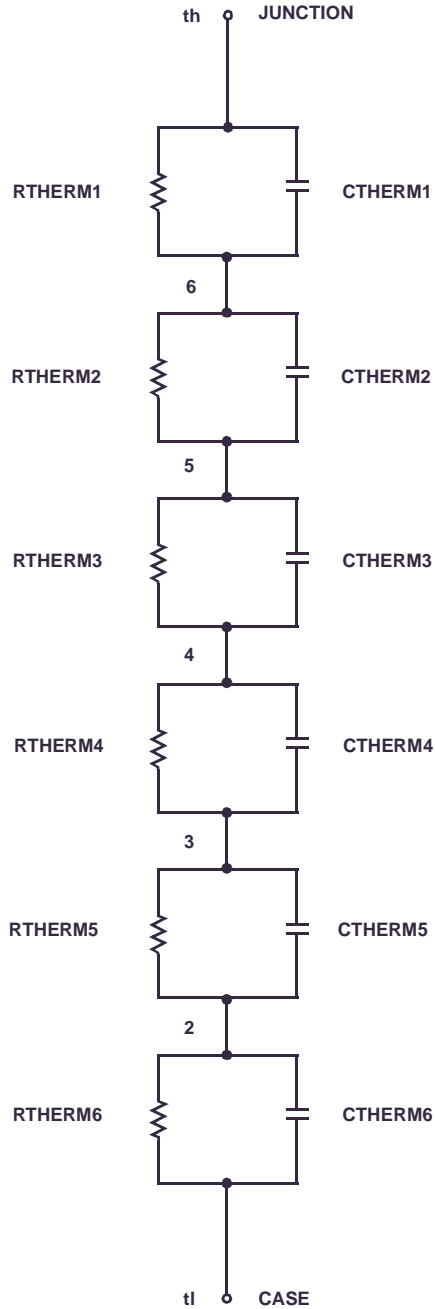 th JUNCTION
RTHERM1 CTHERM1
6
RTHERM2 CTHERM2
5
RTHERM3 CTHERM3
4
RTHERM4 CTHERM4
3
RTHERM5 CTHERM5
2
RTHERM6 CTHERM6
tl CASE